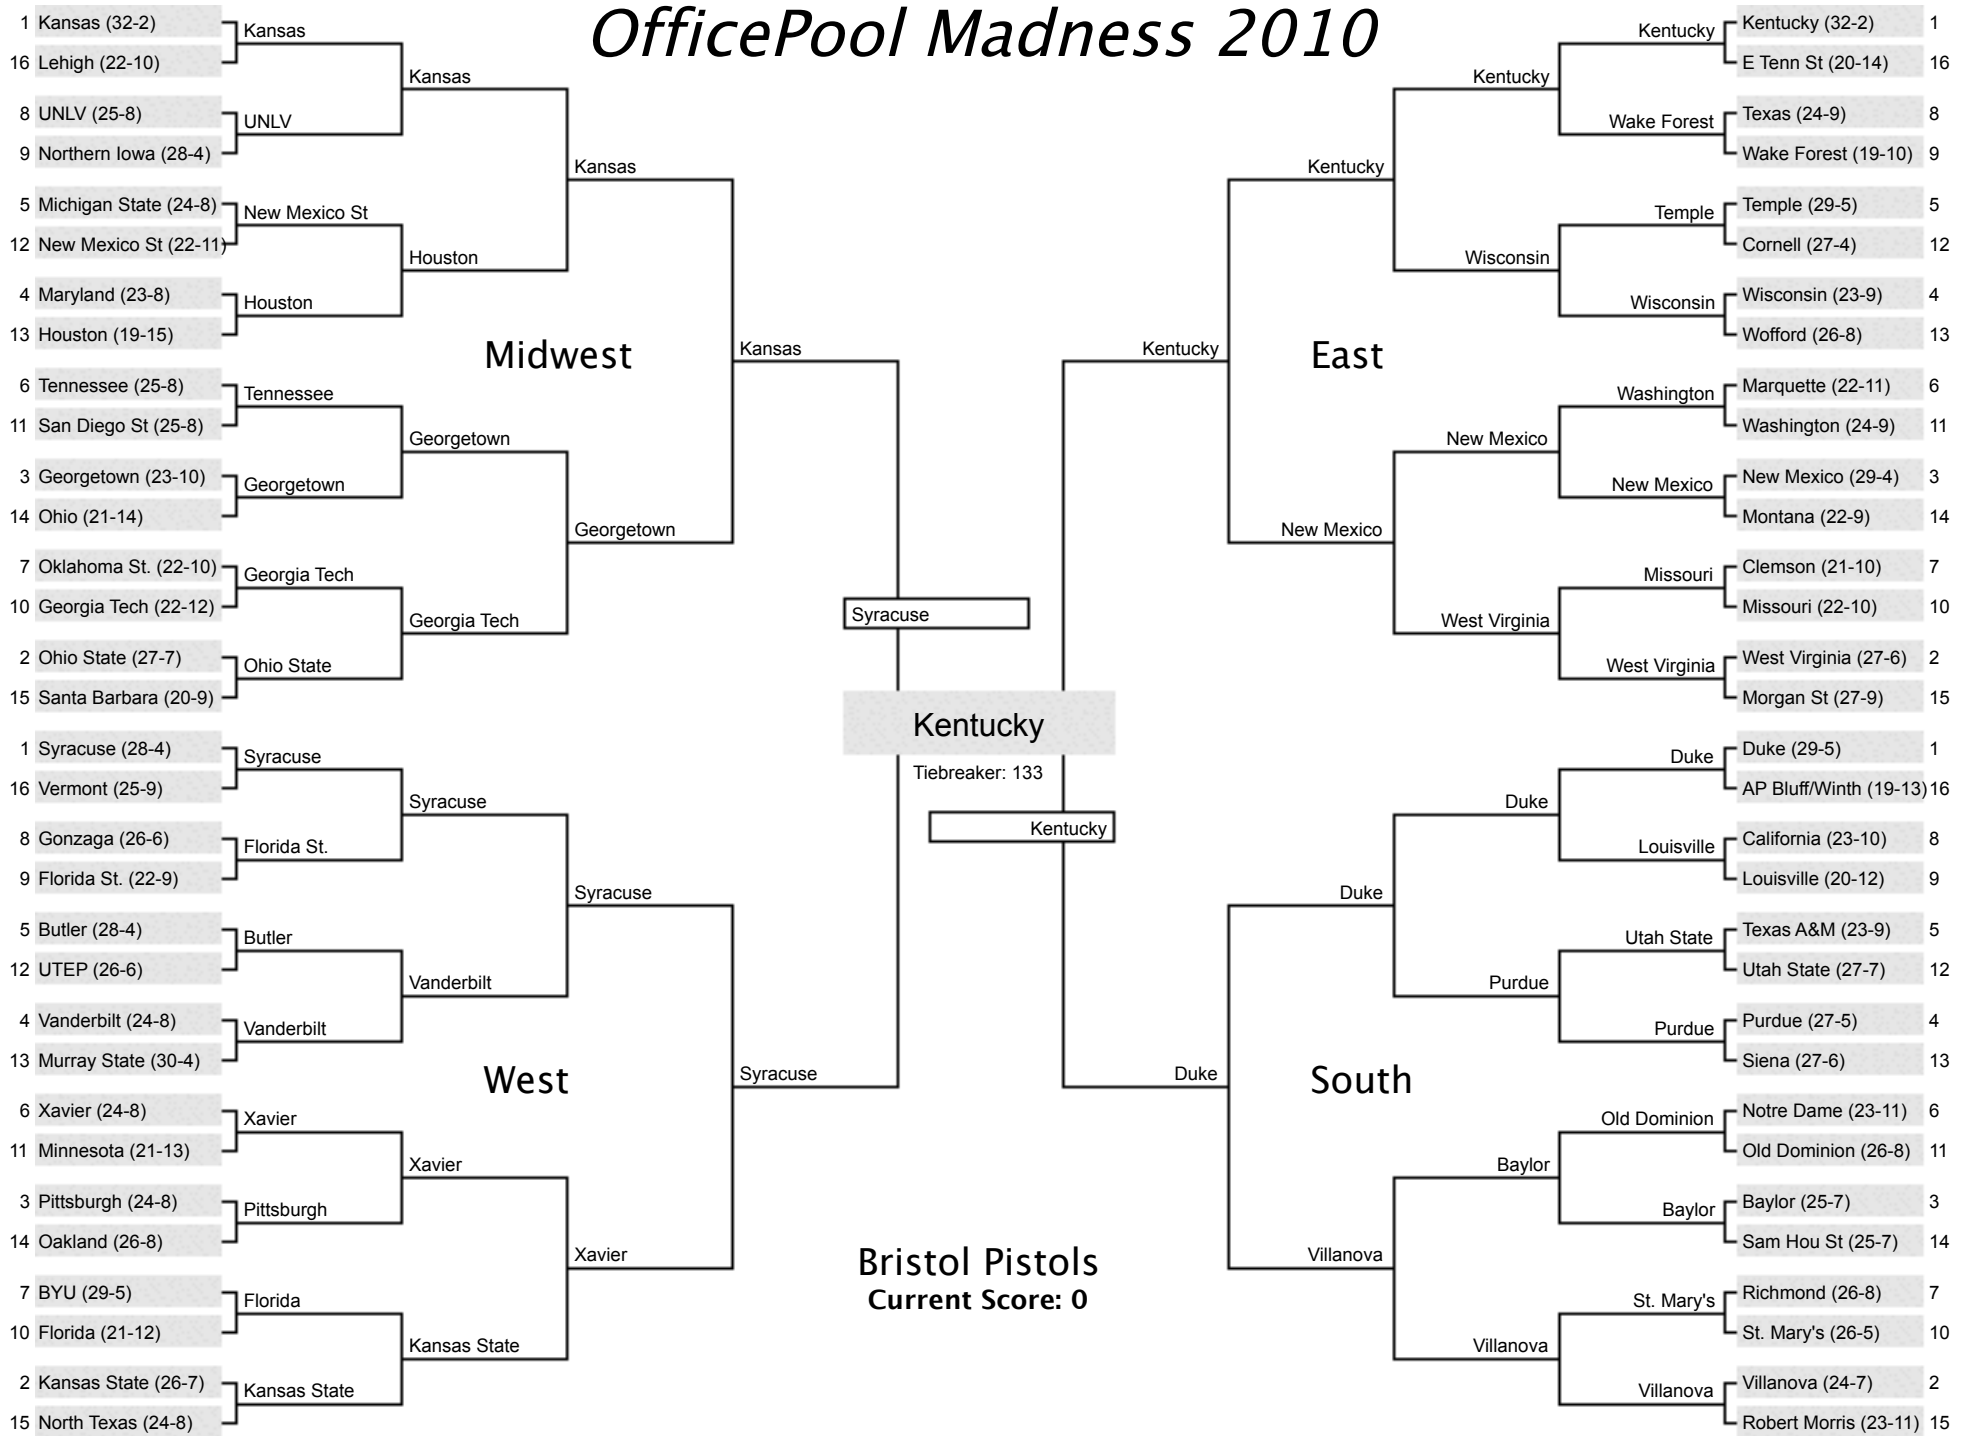 OfficePool Madness 2010
1 Kansas (32-2)
16 Lehigh (22-10)
8 UNLV (25-8)
9 Northern Iowa (28-4)
5 Michigan State (24-8)
12 New Mexico St (22-11)
4 Maryland (23-8)
13 Houston (19-15)
6 Tennessee (25-8)
11 San Diego St (25-8)
3 Georgetown (23-10)
14 Ohio (21-14)
7 Oklahoma St. (22-10)
10 Georgia Tech (22-12)
2 Ohio State (27-7)
15 Santa Barbara (20-9)
Kansas
UNLV
New Mexico St
Houston
Tennessee
Georgetown
Georgia Tech
Ohio State
Kansas
Houston
Georgetown
Georgia Tech
Kansas
Georgetown
Midwest
Kansas
1 Syracuse (28-4)
16 Vermont (25-9)
8 Gonzaga (26-6)
9 Florida St. (22-9)
5 Butler (28-4)
12 UTEP (26-6)
4 Vanderbilt (24-8)
13 Murray State (30-4)
6 Xavier (24-8)
11 Minnesota (21-13)
3 Pittsburgh (24-8)
14 Oakland (26-8)
7 BYU (29-5)
10 Florida (21-12)
2 Kansas State (26-7)
15 North Texas (24-8)
Syracuse
Florida St.
Butler
Vanderbilt
Xavier
Pittsburgh
Florida
Kansas State
Syracuse
Vanderbilt
Xavier
Kansas State
Syracuse
Xavier
West
Syracuse
Syracuse
Kentucky
Tiebreaker: 133
Kentucky
Bristol Pistols
Current Score: 0
Kentucky (32-2) 1
E Tenn St (20-14) 16
Texas (24-9) 8
Wake Forest (19-10) 9
Temple (29-5) 5
Cornell (27-4) 12
Wisconsin (23-9) 4
Wofford (26-8) 13
Marquette (22-11) 6
Washington (24-9) 11
New Mexico (29-4) 3
Montana (22-9) 14
Clemson (21-10) 7
Missouri (22-10) 10
West Virginia (27-6) 2
Morgan St (27-9) 15
Kentucky
Wake Forest
Temple
Wisconsin
Washington
New Mexico
Missouri
West Virginia
Kentucky
Wisconsin
New Mexico
West Virginia
Kentucky
New Mexico
East
Kentucky
Duke (29-5) 1
AP Bluff/Winth (19-13) 16
California (23-10) 8
Louisville (20-12) 9
Texas A&M (23-9) 5
Utah State (27-7) 12
Purdue (27-5) 4
Siena (27-6) 13
Notre Dame (23-11) 6
Old Dominion (26-8) 11
Baylor (25-7) 3
Sam Hou St (25-7) 14
Richmond (26-8) 7
St. Mary's (26-5) 10
Villanova (24-7) 2
Robert Morris (23-11) 15
Duke
Louisville
Utah State
Purdue
Old Dominion
Baylor
St. Mary's
Villanova
Duke
Purdue
Baylor
Villanova
Duke
Villanova
South
Duke